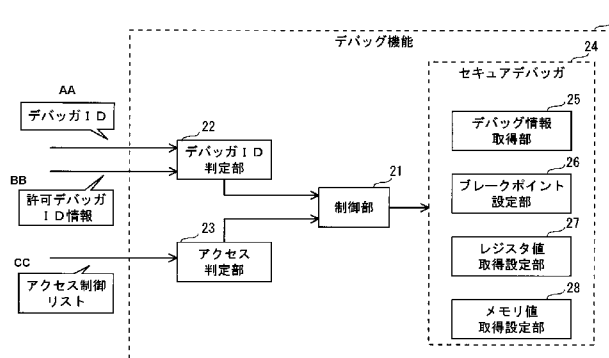 デバッグ機能
24
セキュアデバッガ
AA
デバッガＩＤ
22
デバッガＩＤ
判定部
25
デバッグ情報
取得部
BB
許可デバッガ
ＩＤ情報
21
制御部
26
ブレークポイント
設定部
23
アクセス
判定部
27
レジスタ値
取得設定部
CC
アクセス制御
リスト
28
メモリ値
取得設定部